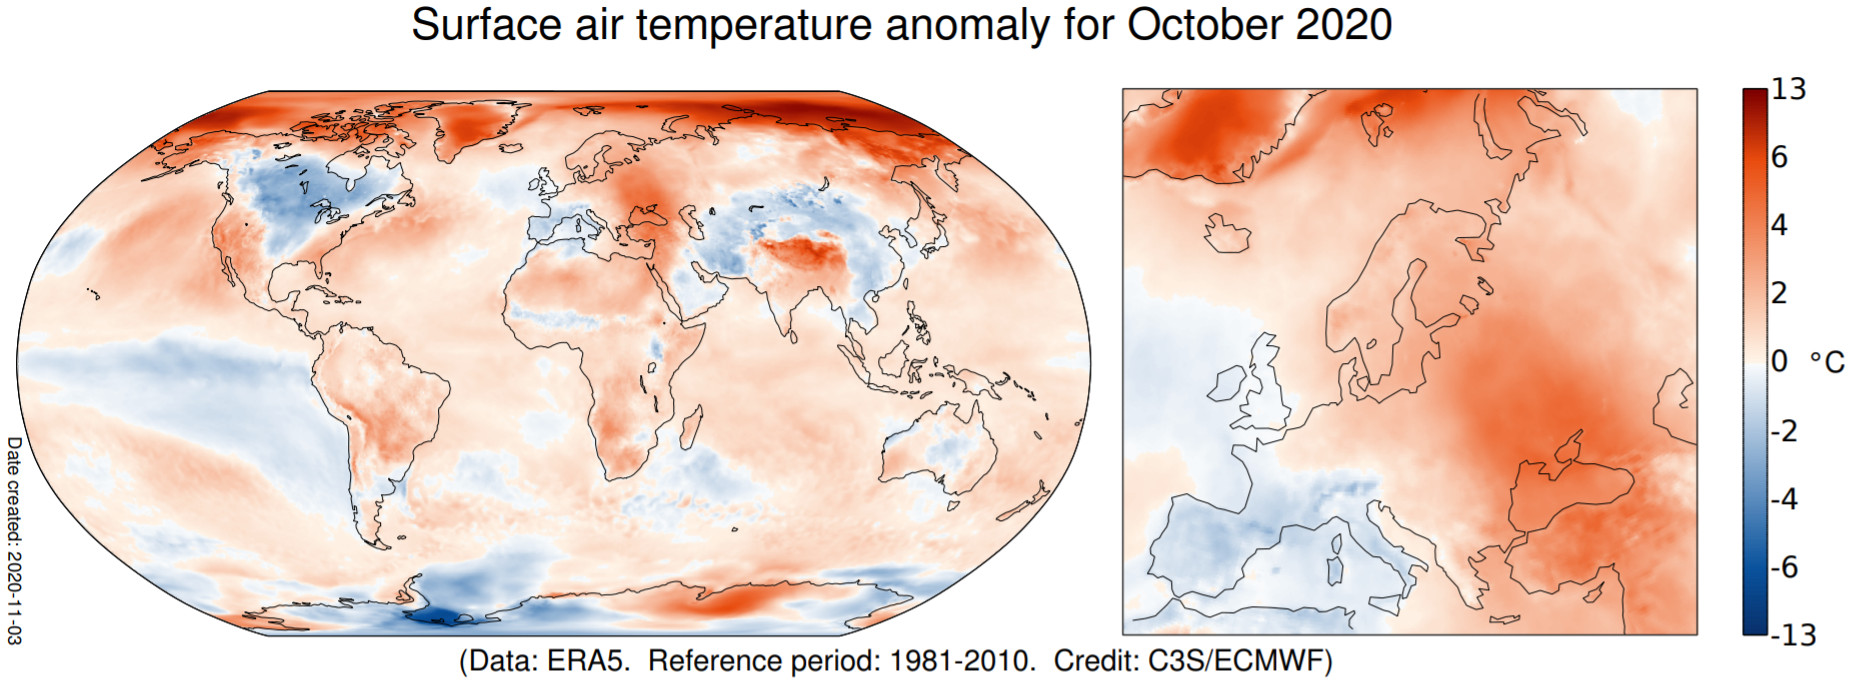 Surface air temperature anomaly for October 2020
13
6
4
2
0 °C
-2
-4
-6
-13
Date created: 2020-11-03
(Data: ERA5. Reference period: 1981-2010. Credit: C3S/ECMWF)